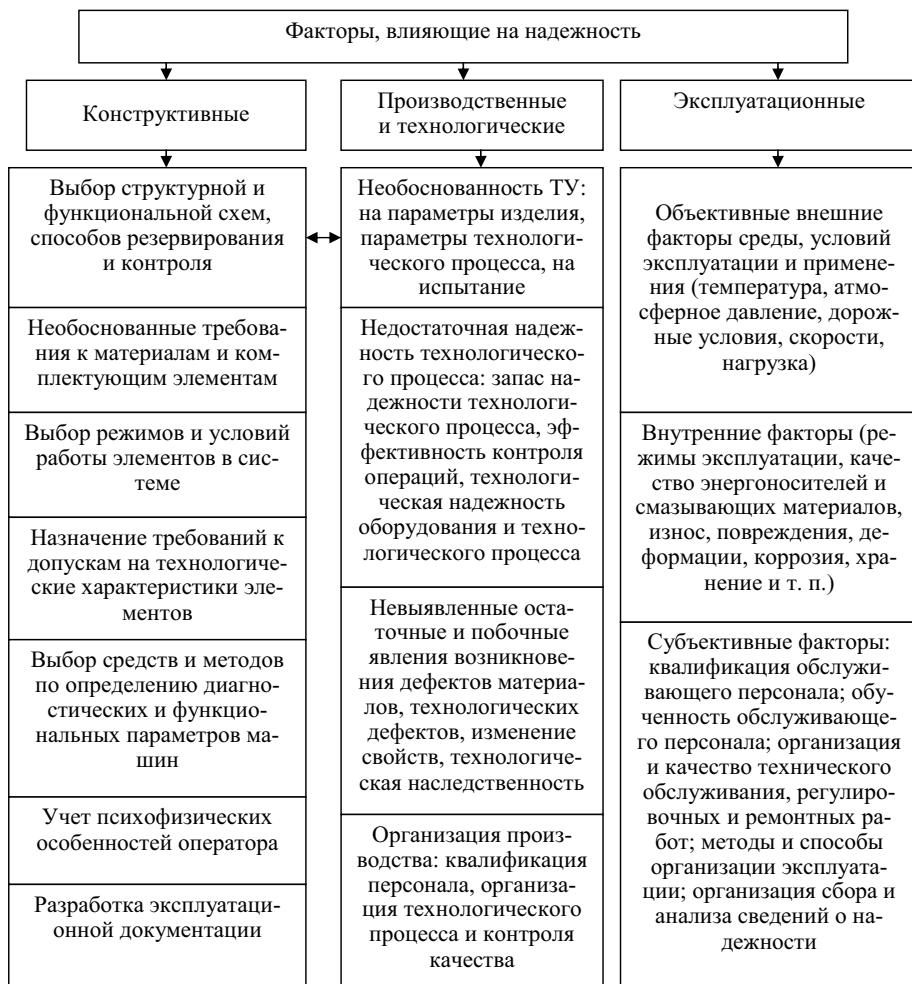 Факторы, влияющие на надежность
Конструктивные
Производственные
и технологические
Эксплуатационные
Выбор структурной и
функциональной схем,
способов резервирования
и контроля
Необоснованные требова-
ния к материалам и ком-
плектующим элементам
Выбор режимов и условий
работы элементов в сис-
теме
Назначение требований к
допускам на технологиче-
ские характеристики эле-
ментов
Выбор средств и методов
по определению диагно-
стических и функцио-
нальных параметров ма-
шин
Учет психофизических
особенностей оператора
Разработка эксплуатаци-
онной документации
Необоснованность ТУ:
на параметры изделия,
параметры технологи-
ческого процесса, на
испытание
Недостаточная надеж-
ность технологическо-
го процесса: запас на-
дежности технологи-
ческого процесса, эф-
фективность контроля
операций, технологи-
ческая надежность
оборудования и техно-
логического процесса
Невыявленные оста-
точные и побочные
явления возникнове-
ния дефектов материа-
лов, технологических
дефектов, изменение
свойств, технологиче-
ская наследственность
Организация произ-
водства: квалификация
персонала, организа-
ция технологического
процесса и контроля
качества
Объективные внешние
факторы среды, условий
эксплуатации и примене-
ния (температура, атмо-
сферное давление, дорож-
ные условия, скорости,
нагрузка)
Внутренние факторы (ре-
жимы эксплуатации, каче-
ство энергоносителей и
смазывающих материалов,
износ, повреждения, де-
формации, коррозия, хра-
нение и т. п.)
Субъективные факторы:
квалификация обслужи-
вающего персонала; обу-
ченность обслуживающе-
го персонала; организация
и качество технического
обслуживания, регулиро-
вочных и ремонтных ра-
бот; методы и способы
организации эксплуата-
ции; организация сбора и
анализа сведений о на-
дежности